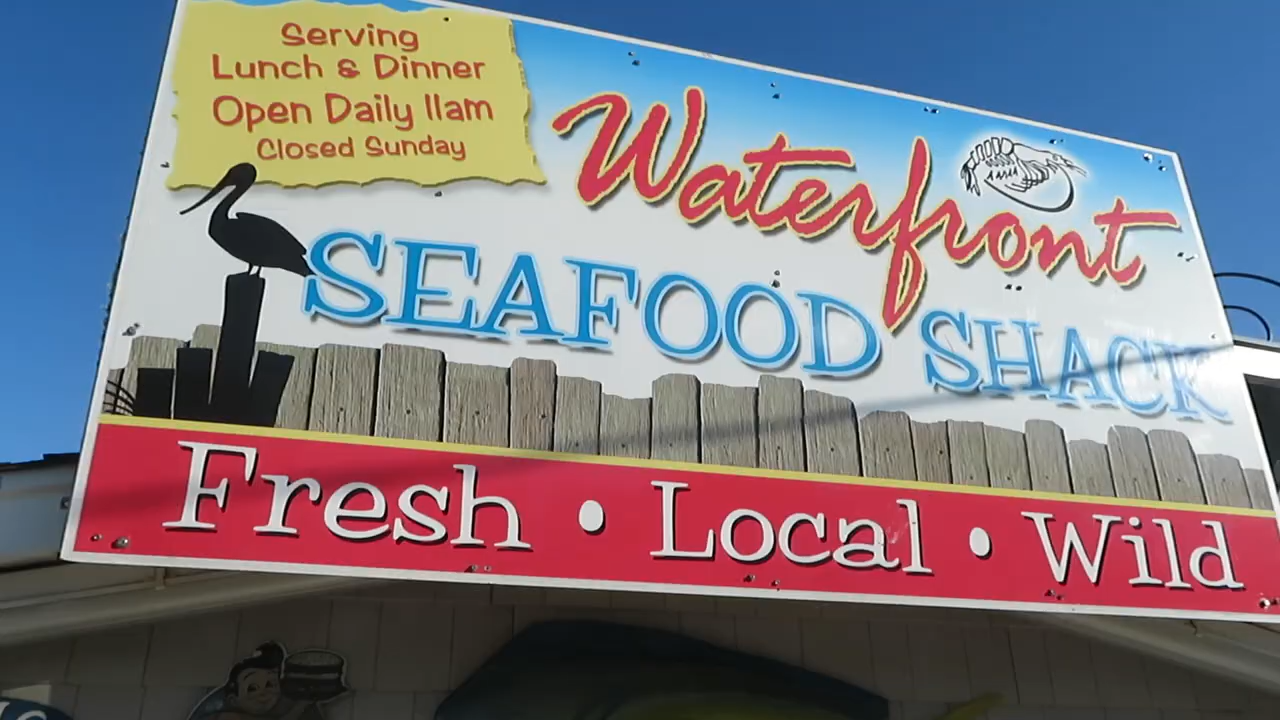 Serving
Lunch & Dinner
Open Daily 11am
Closed Sunday
Waterfront
SEAFOOD SHACK
Fresh • Local • Wild